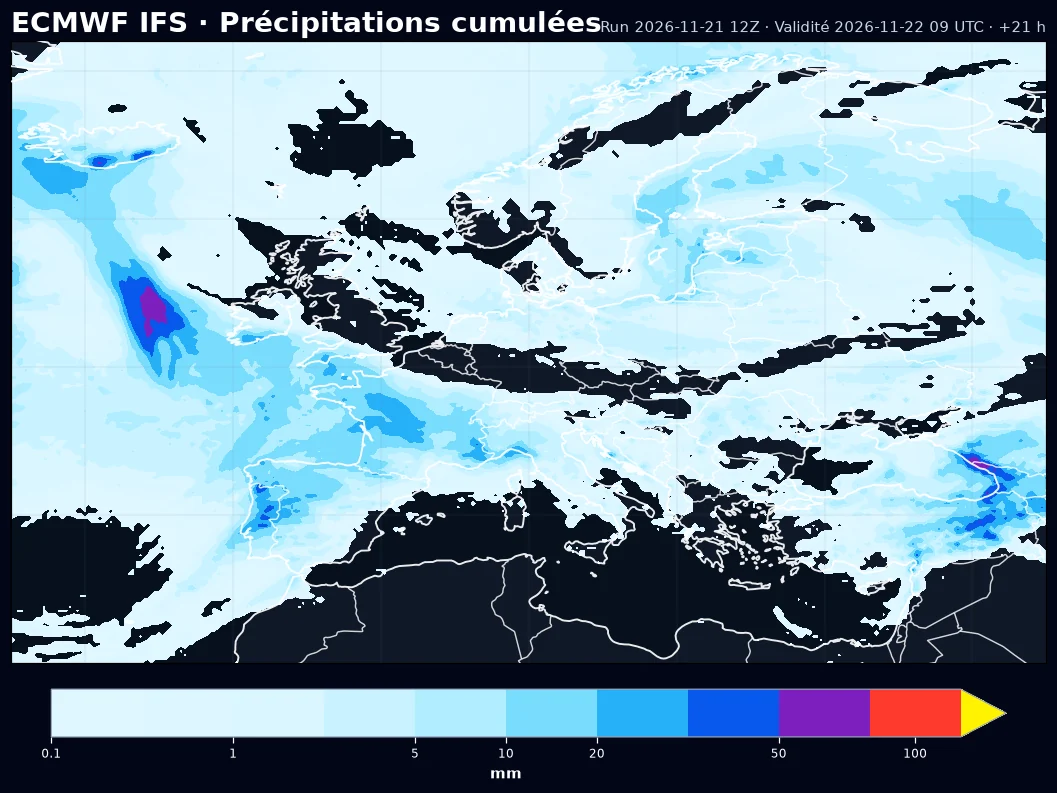 ECMWF IFS · Précipitations cumulées Run 2026-11-21 12Z · Validité 2026-11-22 09 UTC · +21 h
0.1 1 5 10 20 50 100
mm